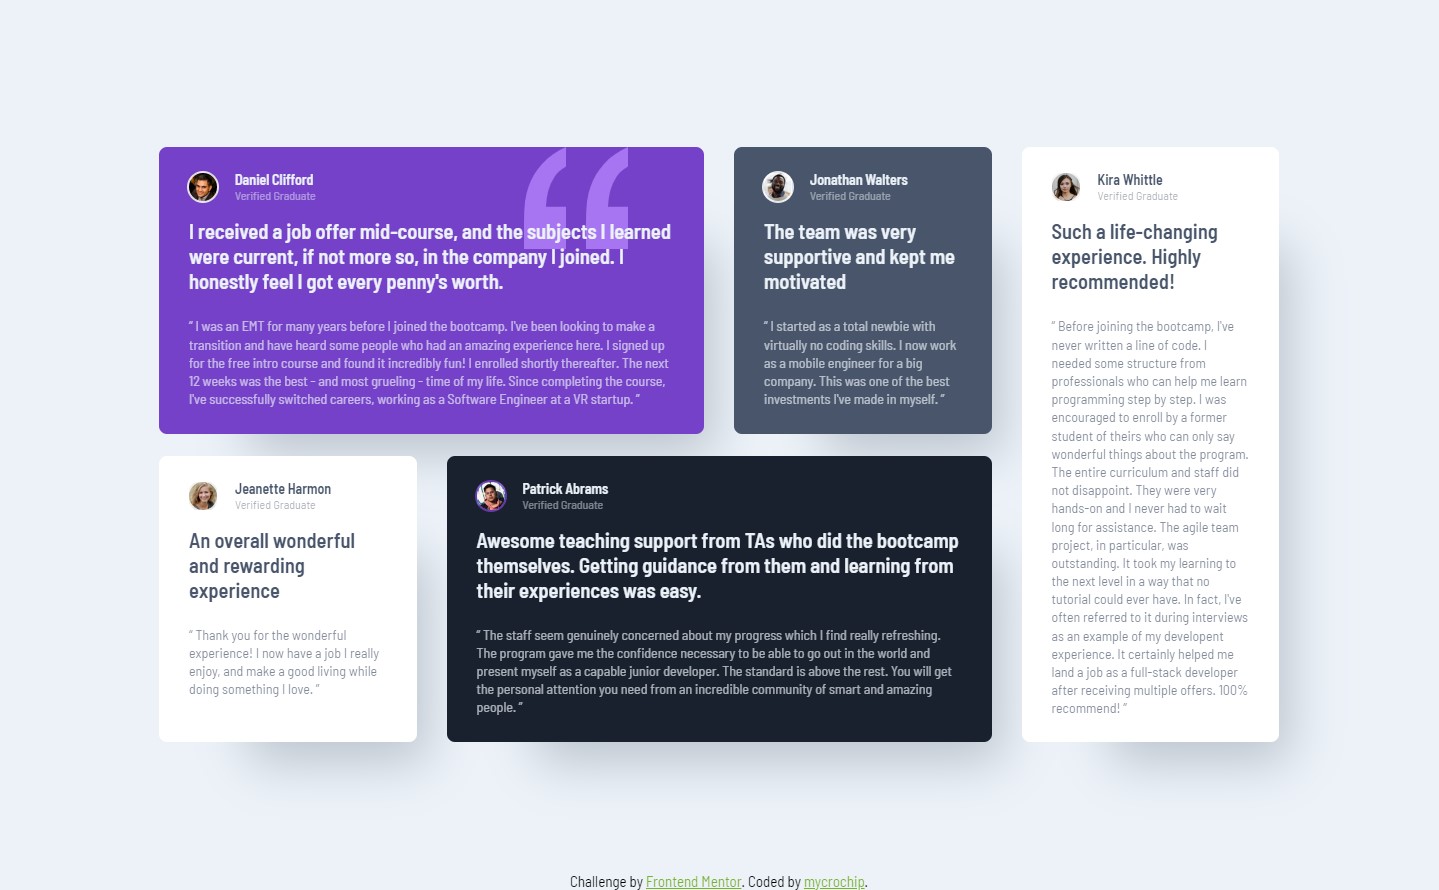 Daniel Clifford
Verified Graduate
I received a job offer mid-course, and the subjects I learned
were current, if not more so, in the company I joined. I
honestly feel I got every penny's worth.
“ I was an EMT for many years before I joined the bootcamp. I've been looking to make a
transition and have heard some people who had an amazing experience here. I signed up
for the free intro course and found it incredibly fun! I enrolled shortly thereafter. The next
12 weeks was the best - and most grueling - time of my life. Since completing the course,
I've successfully switched careers, working as a Software Engineer at a VR startup. ”
Jonathan Walters
Verified Graduate
The team was very
supportive and kept me
motivated
“ I started as a total newbie with
virtually no coding skills. I now work
as a mobile engineer for a big
company. This was one of the best
investments I've made in myself. ”
Kira Whittle
Verified Graduate
Such a life-changing
experience. Highly
recommended!
“ Before joining the bootcamp, I've
never written a line of code. I
needed some structure from
professionals who can help me learn
programming step by step. I was
encouraged to enroll by a former
student of theirs who can only say
wonderful things about the program.
The entire curriculum and staff did
not disappoint. They were very
hands-on and I never had to wait
long for assistance. The agile team
project, in particular, was
outstanding. It took my learning to
the next level in a way that no
tutorial could ever have. In fact, I've
often referred to it during interviews
as an example of my developent
experience. It certainly helped me
land a job as a full-stack developer
after receiving multiple offers. 100%
recommend! ”
Jeanette Harmon
Verified Graduate
An overall wonderful
and rewarding
experience
“ Thank you for the wonderful
experience! I now have a job I really
enjoy, and make a good living while
doing something I love. ”
Patrick Abrams
Verified Graduate
Awesome teaching support from TAs who did the bootcamp
themselves. Getting guidance from them and learning from
their experiences was easy.
“ The staff seem genuinely concerned about my progress which I find really refreshing.
The program gave me the confidence necessary to be able to go out in the world and
present myself as a capable junior developer. The standard is above the rest. You will get
the personal attention you need from an incredible community of smart and amazing
people. ”
Challenge by Frontend Mentor. Coded by mycrochip.